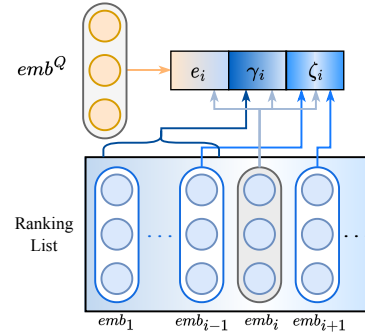 emb^Q
e_i γ_i ζ_i
Ranking
List
... ...
emb_1 emb_{i−1} emb_i emb_{i+1}